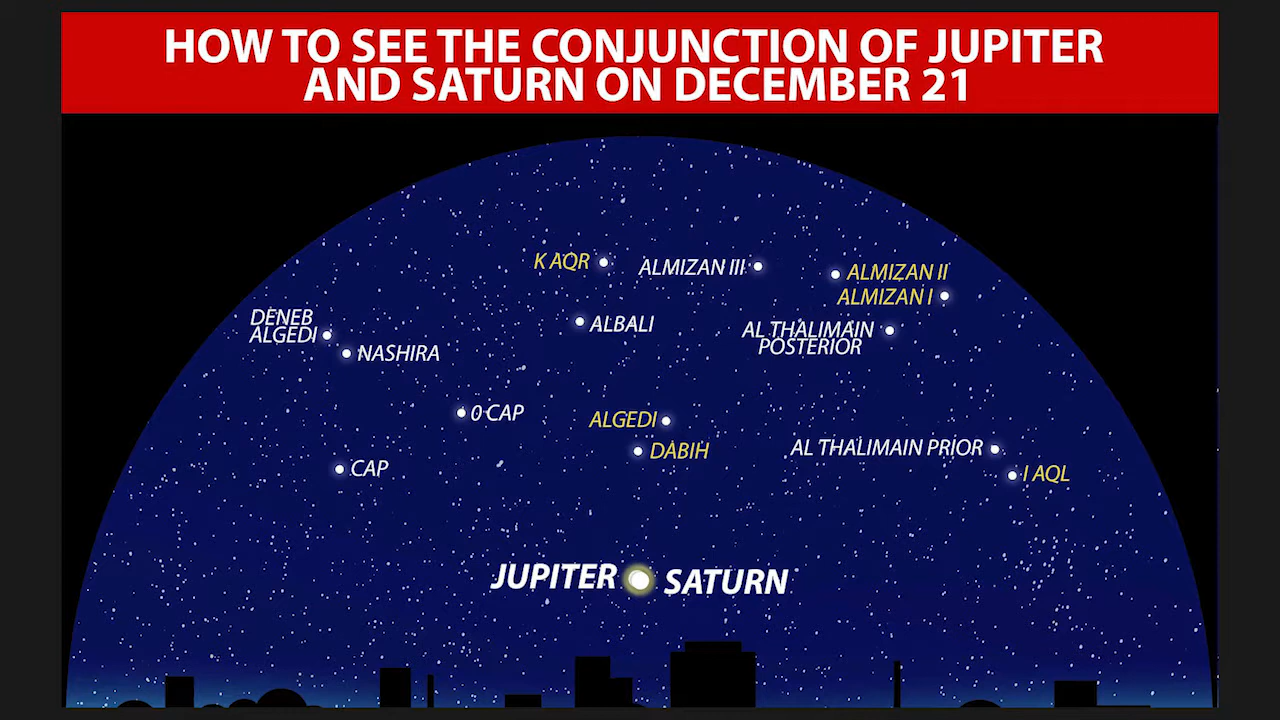 HOW TO SEE THE CONJUNCTION OF JUPITER
AND SATURN ON DECEMBER 21
K AQR
ALMIZAN III
ALMIZAN II
ALMIZAN I
DENEB
ALGEDI
ALBALI
AL THALIMAIN
POSTERIOR
NASHIRA
0 CAP
ALGEDI
DABIH
AL THALIMAIN PRIOR
CAP
I AQL
JUPITER
SATURN